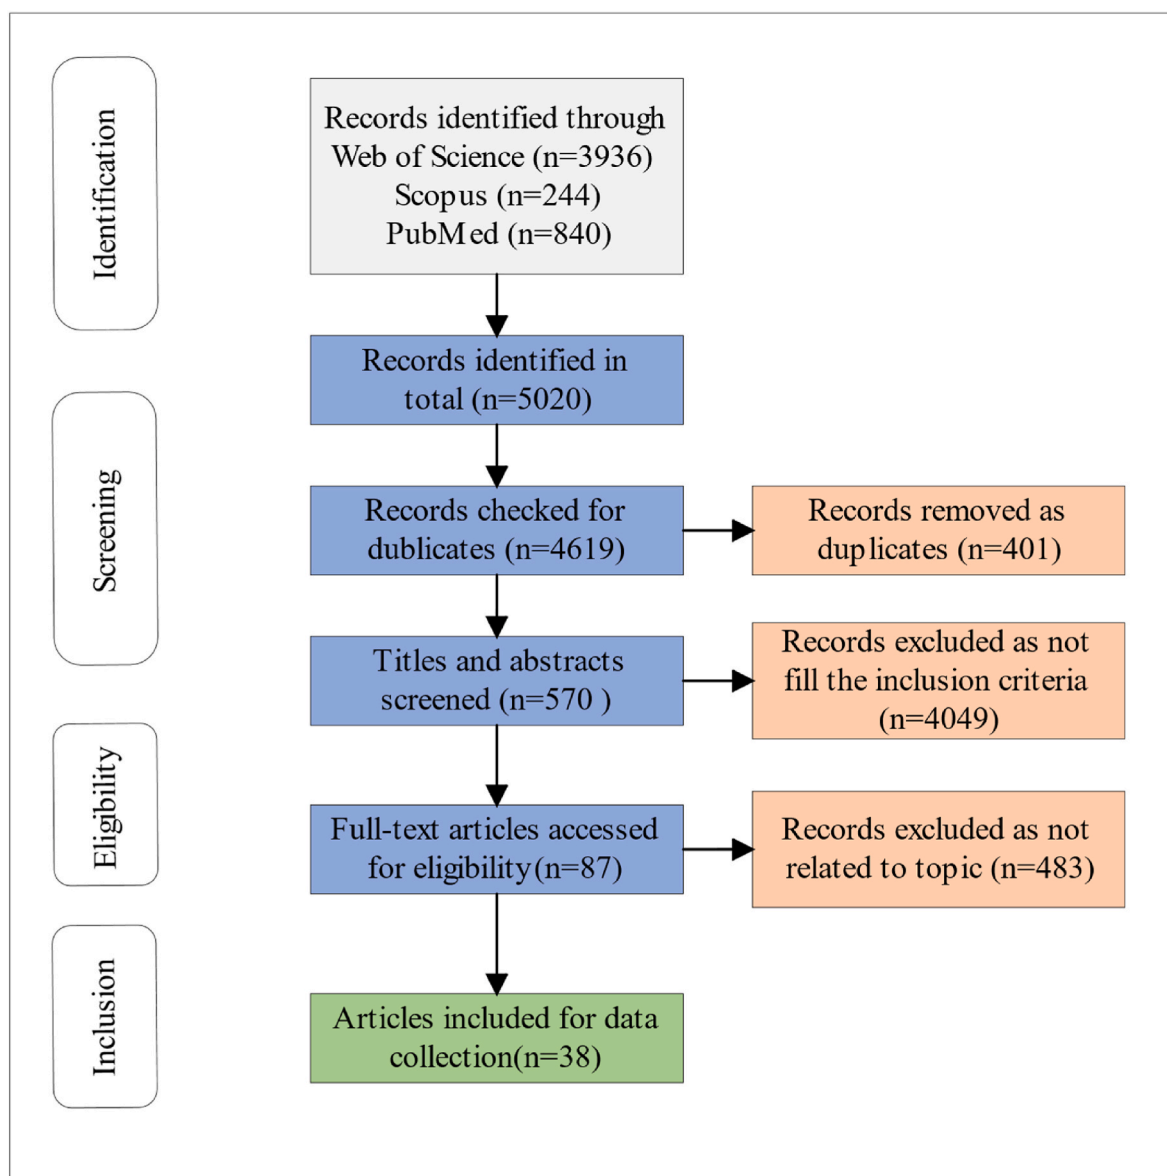 Identification
Records identified through
Web of Science (n=3936)
Scopus (n=244)
PubMed (n=840)
Records identified in
total (n=5020)
Screening
Records checked for
dublicates (n=4619)
Records removed as
duplicates (n=401)
Titles and abstracts
screened (n=570 )
Records excluded as not
fill the inclusion criteria
(n=4049)
Eligibility
Full-text articles accessed
for eligibility(n=87)
Records excluded as not
related to topic (n=483)
Inclusion
Articles included for data
collection(n=38)